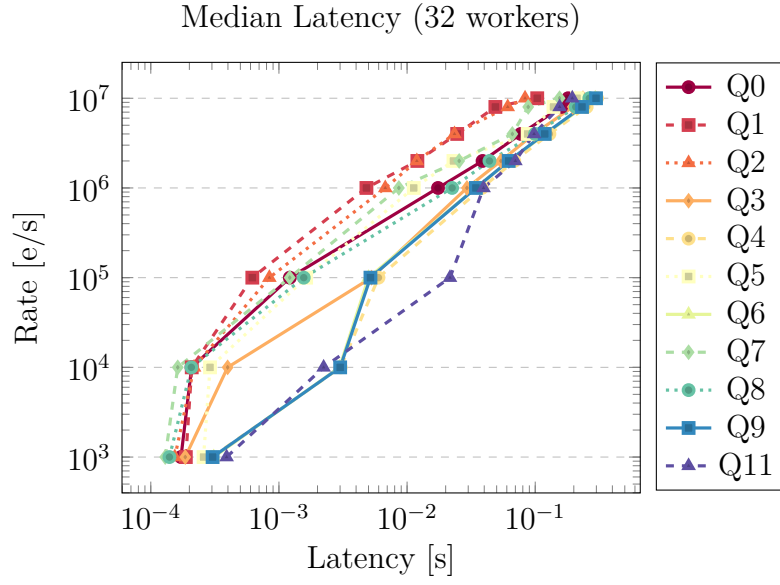 Median Latency (32 workers)
Rate [e/s]
10^7
10^6
10^5
10^4
10^3
10^−4
10^−3
10^−2
10^−1
Latency [s]
Q0
Q1
Q2
Q3
Q4
Q5
Q6
Q7
Q8
Q9
Q11